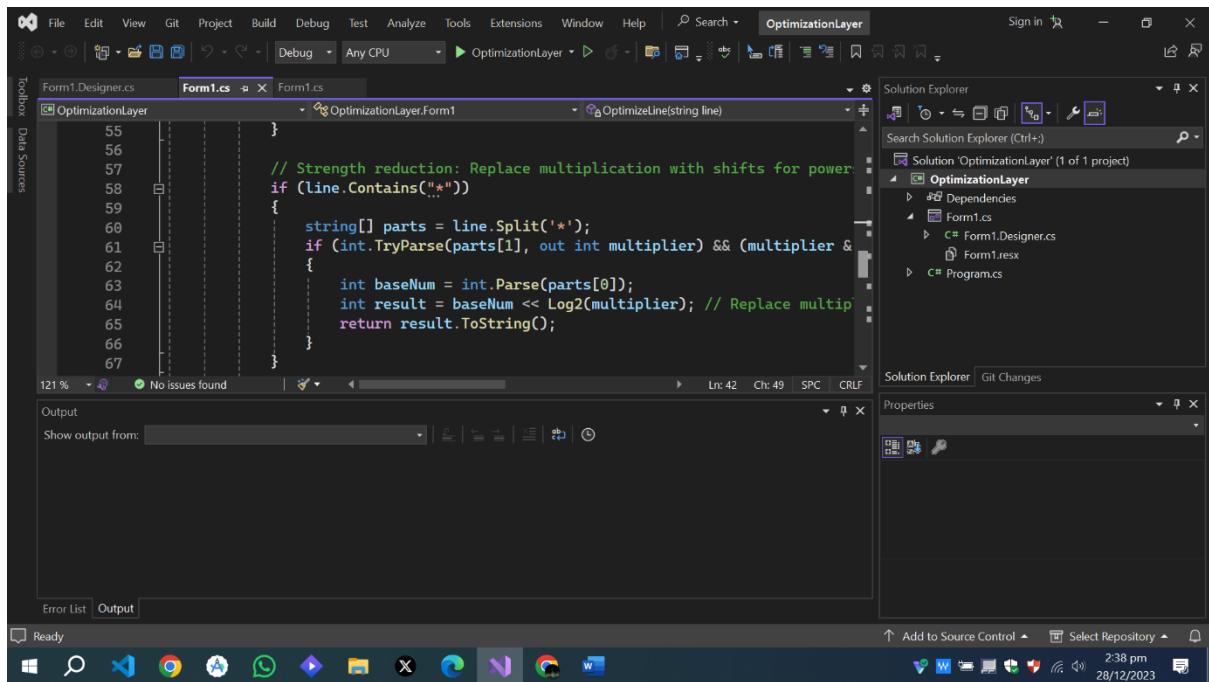 File Edit View Git Project Build Debug Test Analyze Tools Extensions Window Help Search OptimizationLayer Sign in
Debug Any CPU OptimizationLayer
Toolbox
Data Sources
Form1.Designer.cs Form1.cs Form1.cs
OptimizationLayer OptimizationLayer.Form1 OptimizeLine(string line)
55 }
56
57 // Strength reduction: Replace multiplication with shifts for power
58 if (line.Contains("*"))
59 {
60 string[] parts = line.Split('*');
61 if (int.TryParse(parts[1], out int multiplier) && (multiplier &
62 {
63 int baseNum = int.Parse(parts[0]);
64 int result = baseNum << Log2(multiplier); // Replace multip
65 return result.ToString();
66 }
67 }
121 % No issues found Ln: 42 Ch: 49 SPC CRLF
Output
Show output from:
Error List Output
Solution Explorer
Search Solution Explorer (Ctrl+;)
Solution 'OptimizationLayer' (1 of 1 project)
C# OptimizationLayer
Dependencies
Form1.cs
C# Form1.Designer.cs
Form1.resx
C# Program.cs
Solution Explorer Git Changes
Properties
Ready Add to Source Control Select Repository
2:38 pm
28/12/2023